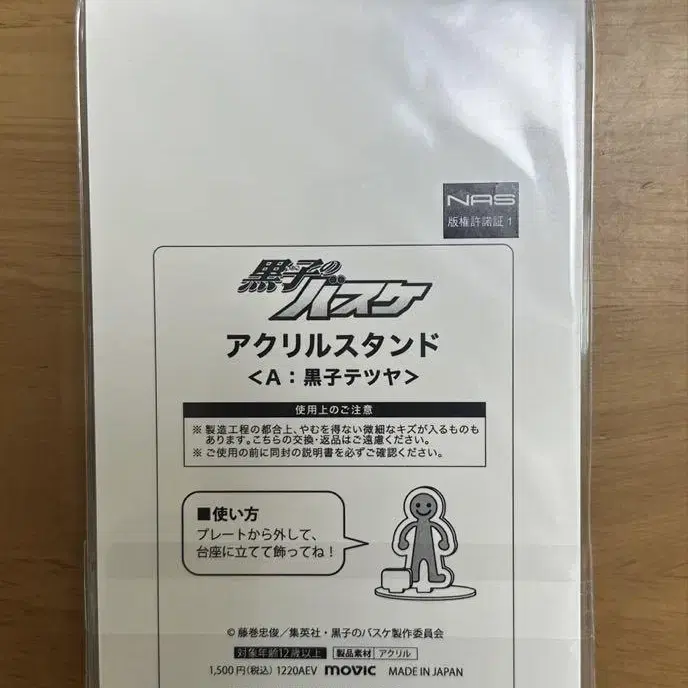 NAS
版権許諾証 1
黒子のバスケ
アクリルスタンド
<A：黒子テツヤ>
使用上のご注意
※ 製造工程の都合上、やむを得ない微細なキズが入るものも
あります。こちらの交換・返品はご遠慮ください。
※ ご使用の前に同封の説明書を必ずご確認ください。
■使い方
プレートから外して、
台座に立てて飾ってね！
© 藤巻忠俊／集英社・黒子のバスケ製作委員会
対象年齢12歳以上 製品素材 アクリル
1,500円(税込) 1220AEV movic MADE IN JAPAN